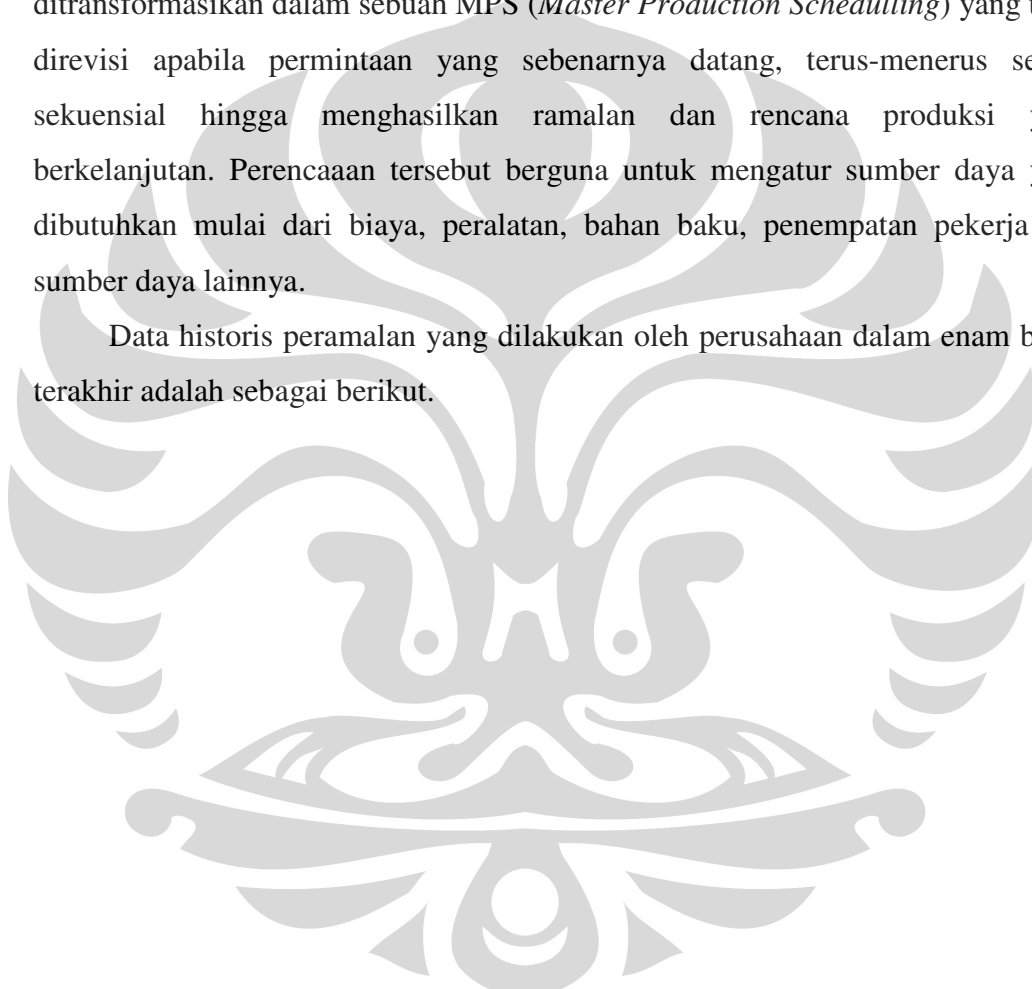 ditransformasikan dalam sebuah MPS (Master Production Schedulling) yang
direvisi apabila permintaan yang sebenarnya datang, terus-menerus
sekuensial hingga menghasilkan ramalan dan rencana produksi
berkelanjutan. Perencaaan tersebut berguna untuk mengatur sumber daya
dibutuhkan mulai dari biaya, peralatan, bahan baku, penempatan pekerja
sumber daya lainnya.
Data historis peramalan yang dilakukan oleh perusahaan dalam enam
terakhir adalah sebagai berikut.